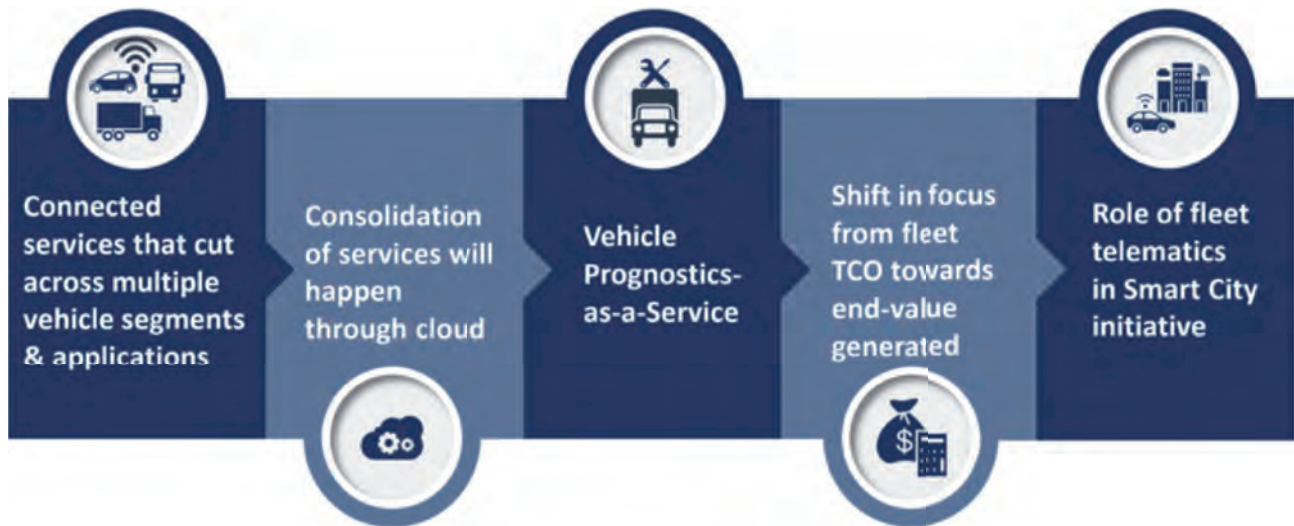 Connected
services that cut
across multiple
vehicle segments
& applications
Consolidation
of services will
happen
through cloud
Vehicle
Prognostics-
as-a-Service
Shift in focus
from fleet
TCO towards
end-value
generated
Role of fleet
telematics
in Smart City
initiative
$